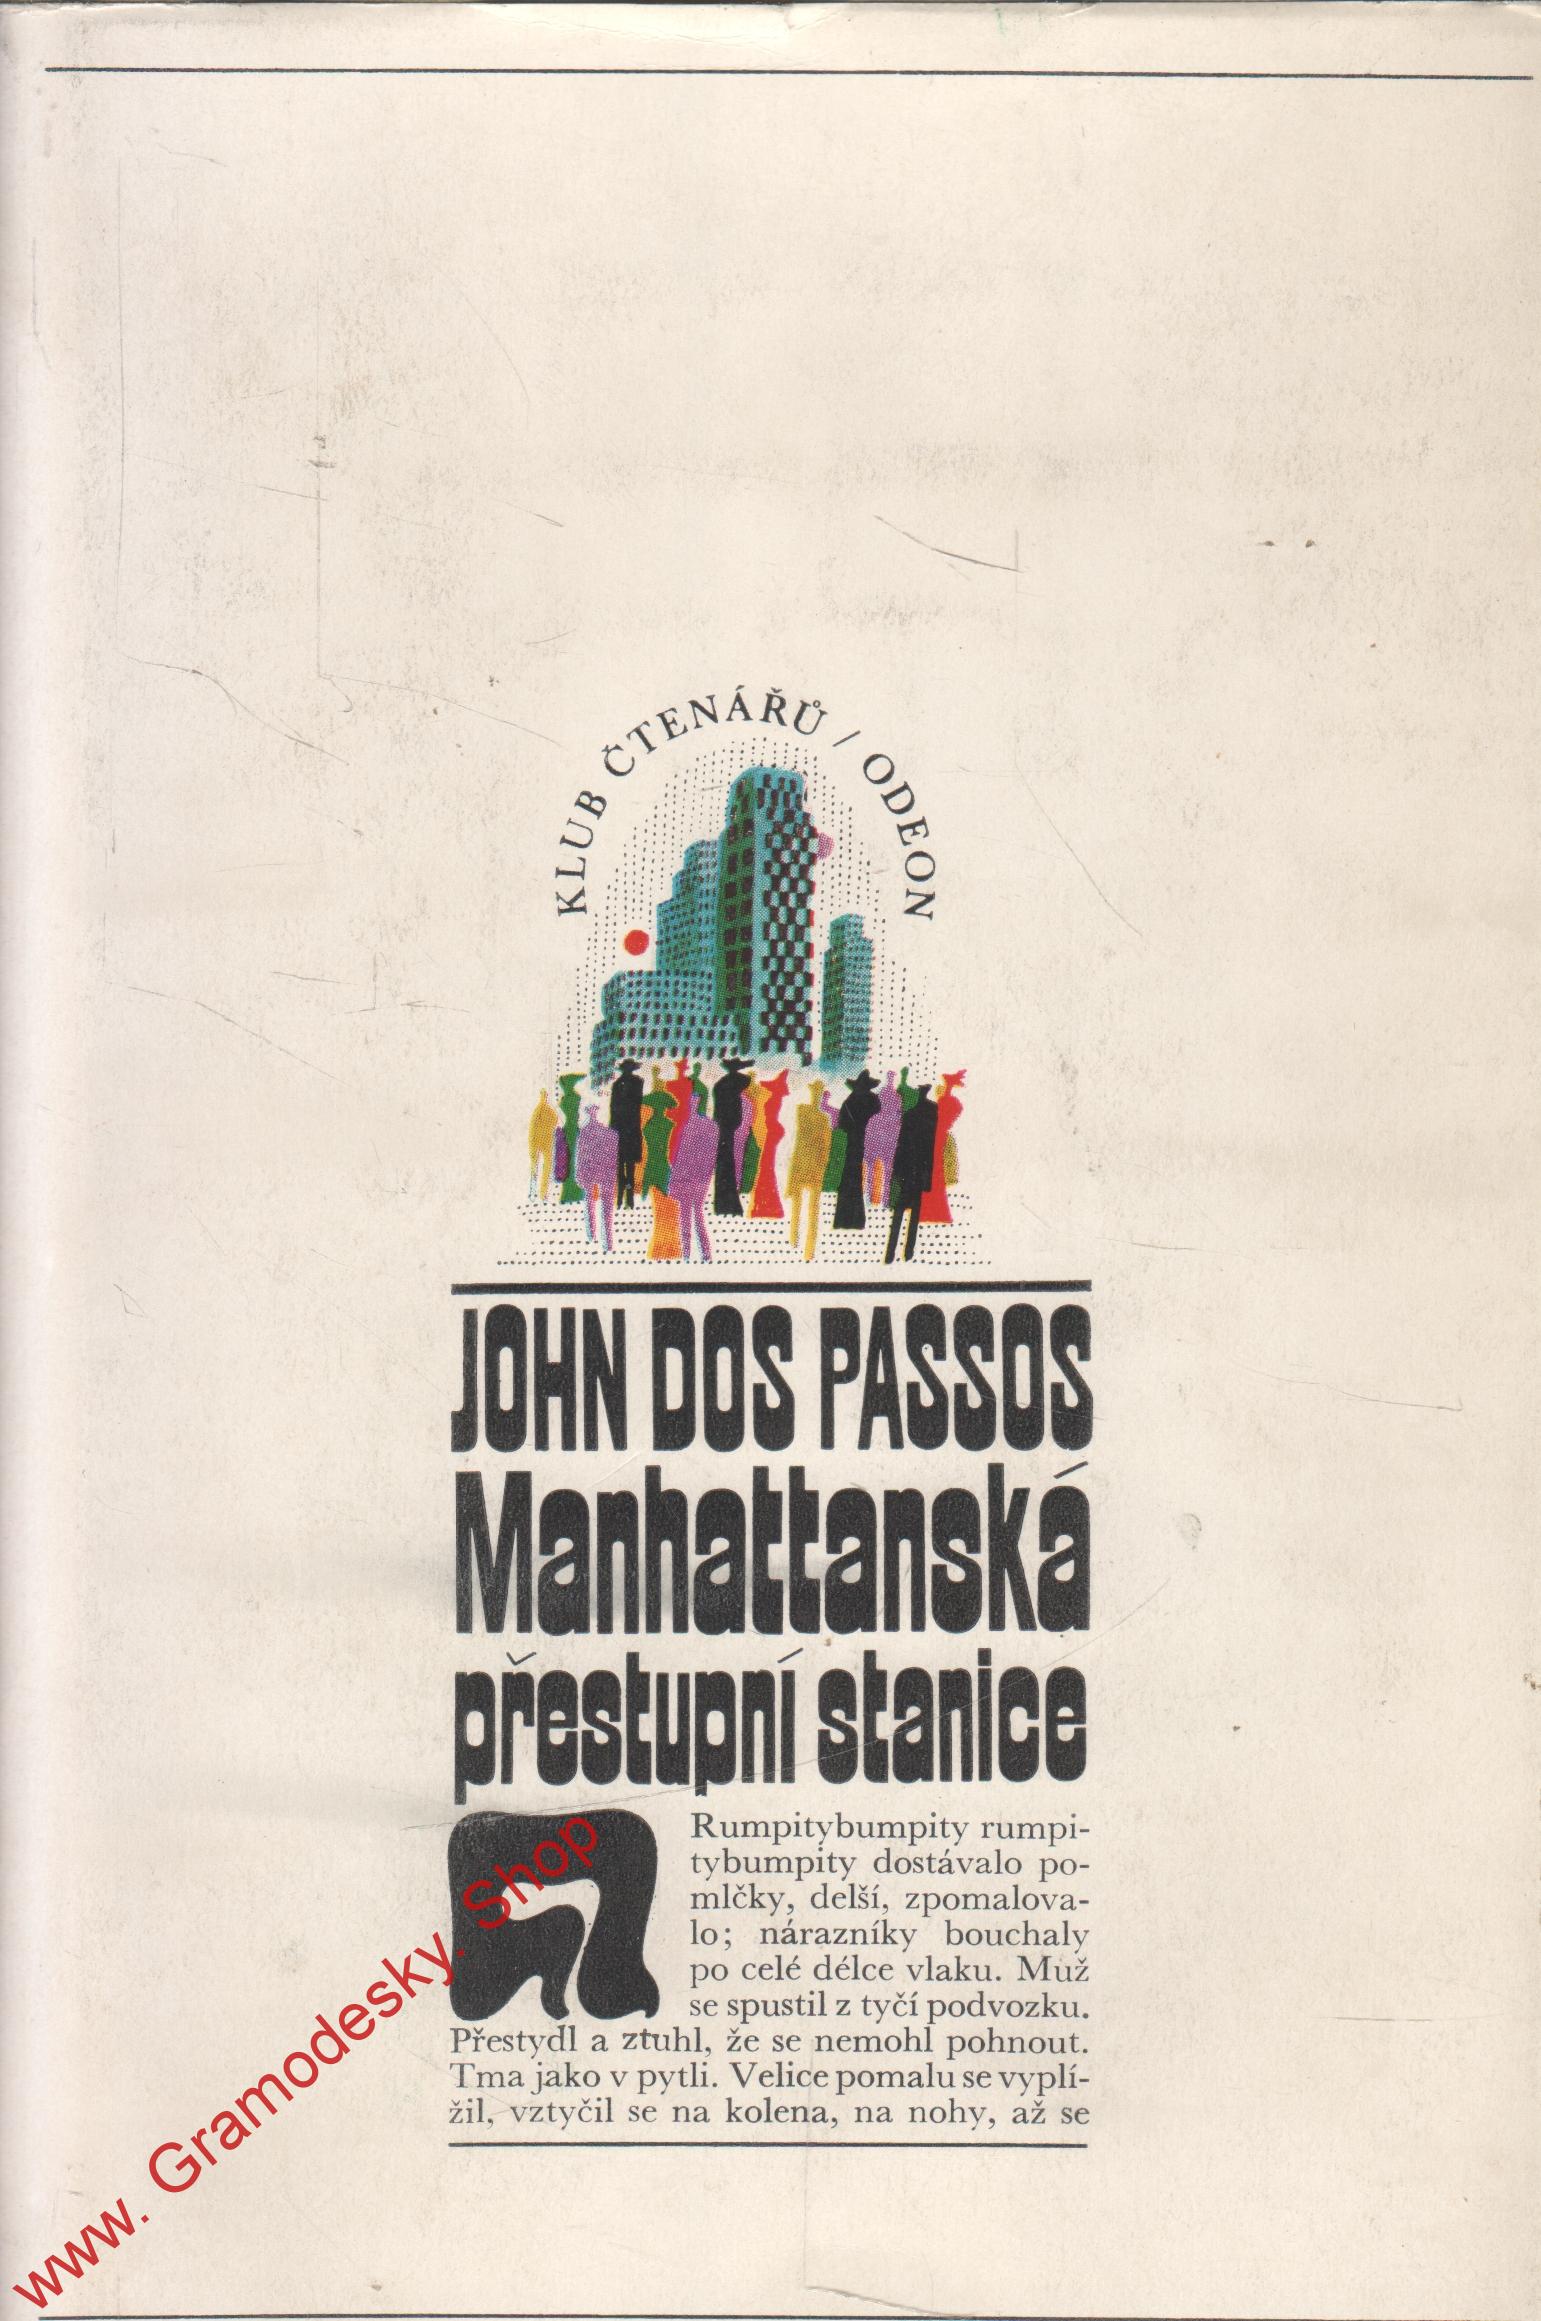 KLUB ČTENÁŘŮ / ODEON
JOHN DOS PASSOS
Manhattanská
přestupní stanice
Rumpitybumpity rumpi-
tybumpity dostávalo po-
mlčky, delší, zpomalova-
lo; nárazníky bouchaly
po celé délce vlaku. Muž
se spustil z tyčí podvozku.
Přestydl a ztuhl, že se nemohl pohnout.
Tma jako v pytli. Velice pomalu se vyplí-
žil, vztyčil se na kolena, na nohy, až se
www. Gramodesky. Shop